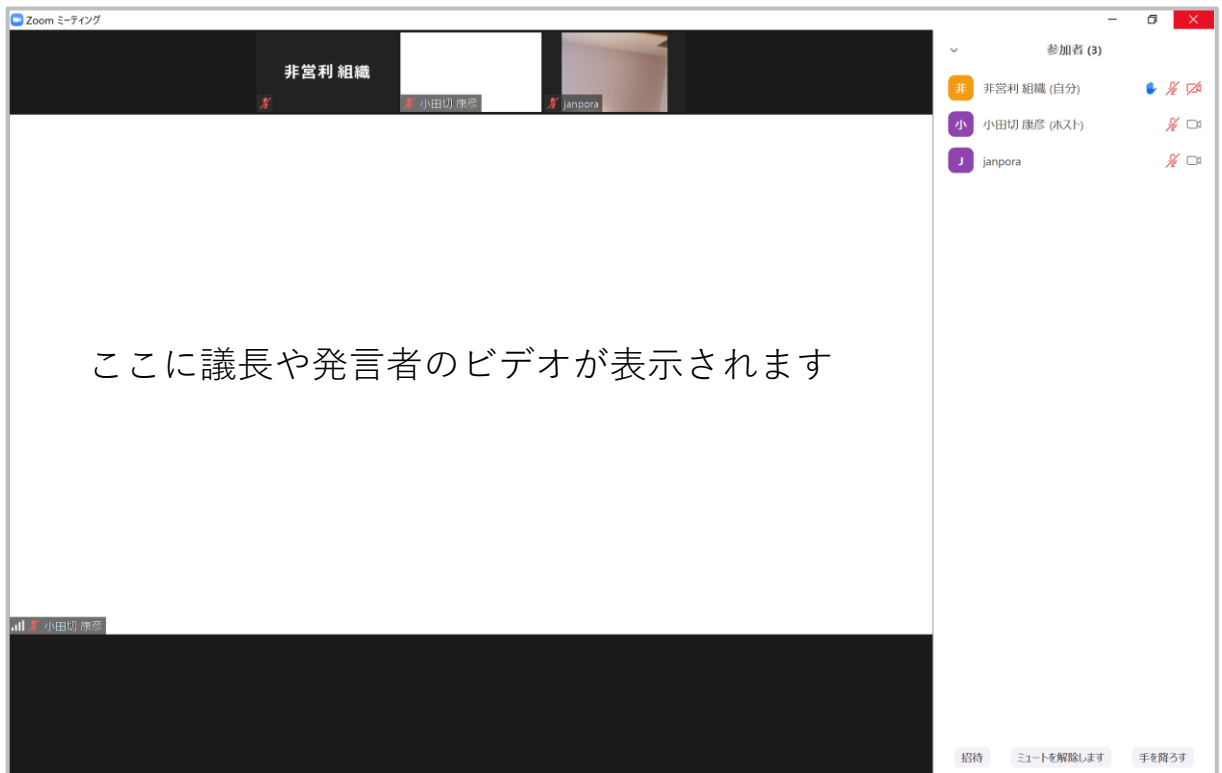 Zoom ミーティング
非営利 組織
小田切 康彦
janpora
ここに議長や発言者のビデオが表示されます
小田切 康彦
参加者 (3)
非 非営利 組織 (自分)
小 小田切 康彦 (ホスト)
J janpora
招待 ミュートを解除します 手を降ろす